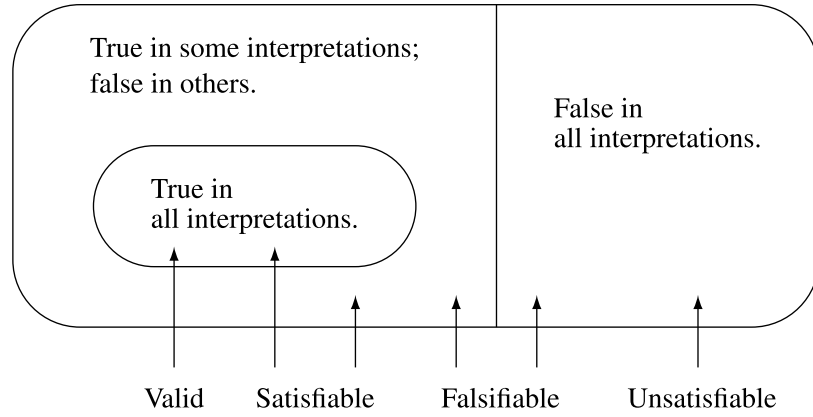 True in some interpretations;
false in others.
False in
all interpretations.
True in
all interpretations.
Valid
Satisfiable
Falsifiable
Unsatisfiable